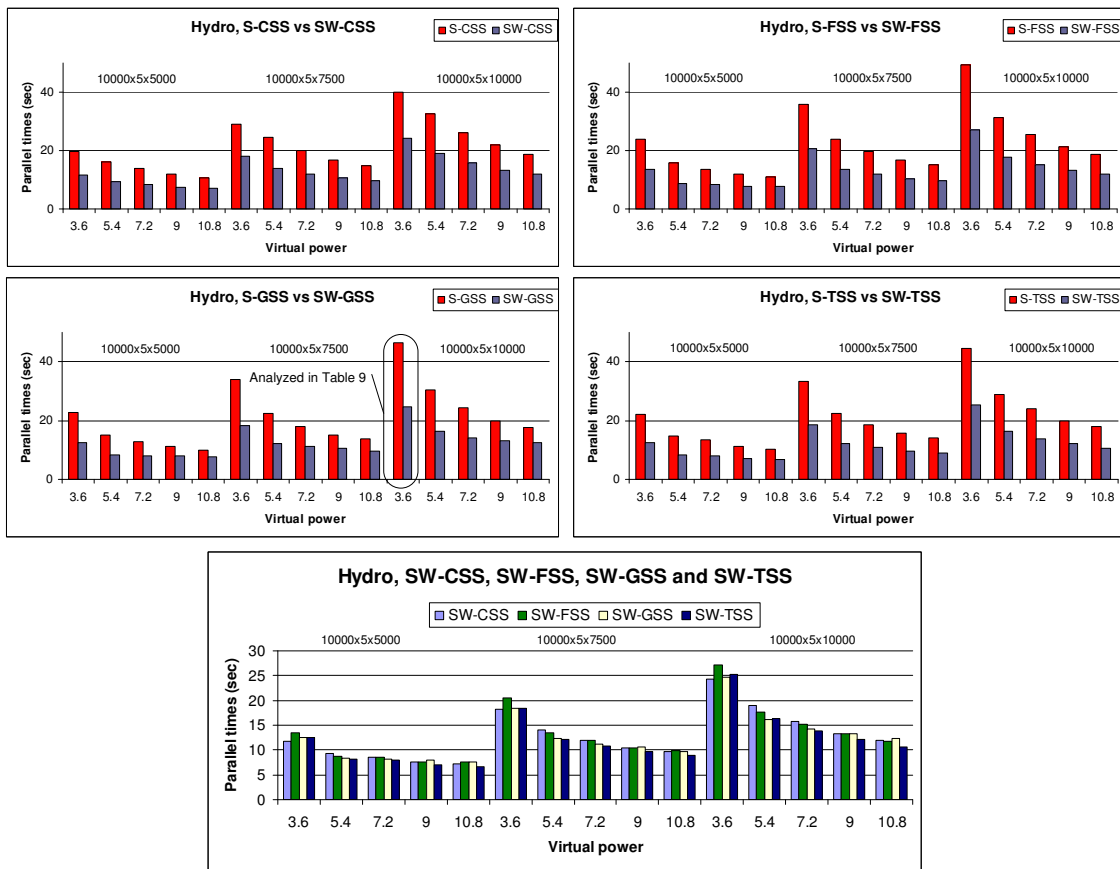 Hydro, S-CSS vs SW-CSS
S-CSS SW-CSS
10000x5x5000 10000x5x7500 10000x5x10000
Parallel times (sec)
40
20
0
3.6 5.4 7.2 9 10.8 3.6 5.4 7.2 9 10.8 3.6 5.4 7.2 9 10.8
Virtual power
Hydro, S-FSS vs SW-FSS
S-FSS SW-FSS
10000x5x5000 10000x5x7500 10000x5x10000
Parallel times (sec)
40
20
0
3.6 5.4 7.2 9 10.8 3.6 5.4 7.2 9 10.8 3.6 5.4 7.2 9 10.8
Virtual power
Hydro, S-GSS vs SW-GSS
S-GSS SW-GSS
10000x5x5000 10000x5x7500 10000x5x10000
Analyzed in Table 9
Parallel times (sec)
40
20
0
3.6 5.4 7.2 9 10.8 3.6 5.4 7.2 9 10.8 3.6 5.4 7.2 9 10.8
Virtual power
Hydro, S-TSS vs SW-TSS
S-TSS SW-TSS
10000x5x5000 10000x5x7500 10000x5x10000
Parallel times (sec)
40
20
0
3.6 5.4 7.2 9 10.8 3.6 5.4 7.2 9 10.8 3.6 5.4 7.2 9 10.8
Virtual power
Hydro, SW-CSS, SW-FSS, SW-GSS and SW-TSS
SW-CSS SW-FSS SW-GSS SW-TSS
10000x5x5000 10000x5x7500 10000x5x10000
Parallel times (sec)
30
25
20
15
10
5
0
3.6 5.4 7.2 9 10.8 3.6 5.4 7.2 9 10.8 3.6 5.4 7.2 9 10.8
Virtual power